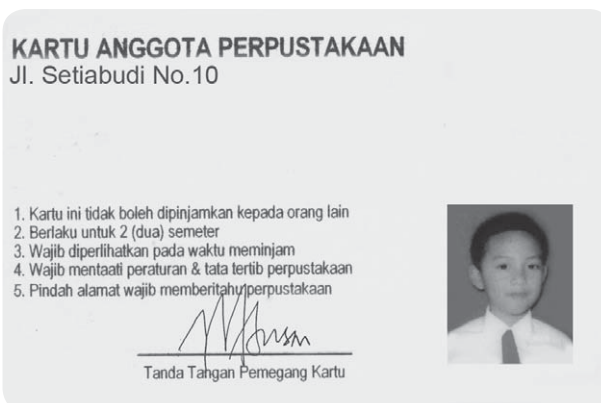 KARTU ANGGOTA PERPUSTAKAAN
Jl. Setiabudi No.10
1. Kartu ini tidak boleh dipinjamkan kepada orang lain
2. Berlaku untuk 2 (dua) semeter
3. Wajib diperlihatkan pada waktu meminjam
4. Wajib mentaati peraturan & tata tertib perpustakaan
5. Pindah alamat wajib memberitahu perpustakaan
Tanda Tangan Pemegang Kartu